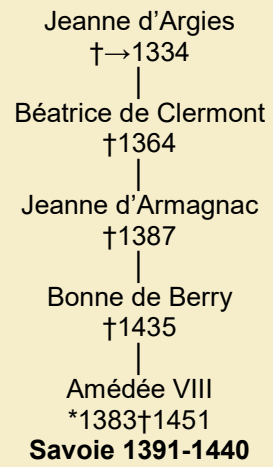 Jeanne d’Argies
†→1334
Béatrice de Clermont
†1364
Jeanne d’Armagnac
†1387
Bonne de Berry
†1435
Amédée VIII
*1383†1451
Savoie 1391-1440